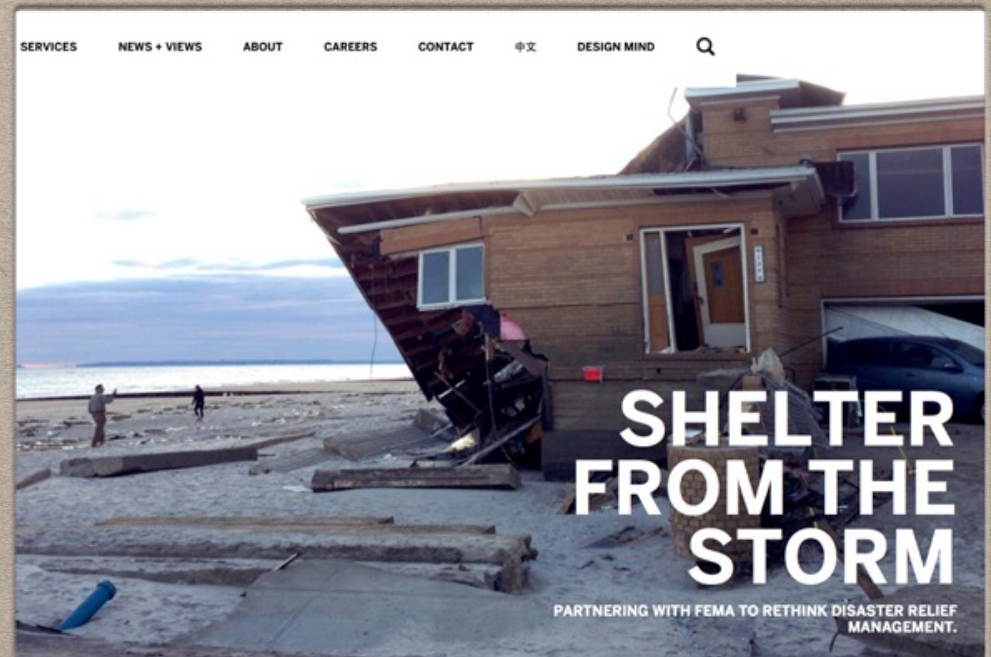 SERVICES NEWS + VIEWS ABOUT CAREERS CONTACT 中文 DESIGN MIND
SHELTER
FROM THE
STORM
PARTNERING WITH FEMA TO RETHINK DISASTER RELIEF
MANAGEMENT.